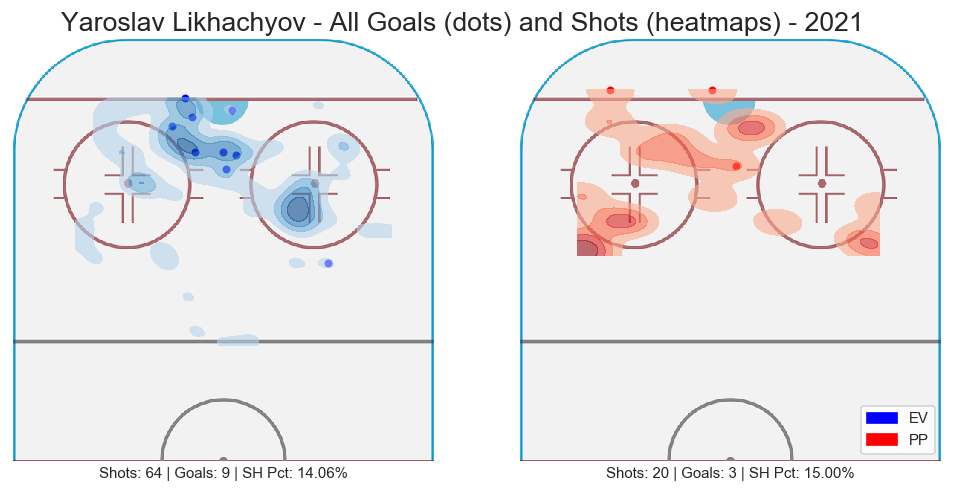 Yaroslav Likhachyov - All Goals (dots) and Shots (heatmaps) - 2021
EV
PP
Shots: 64 | Goals: 9 | SH Pct: 14.06%
Shots: 20 | Goals: 3 | SH Pct: 15.00%